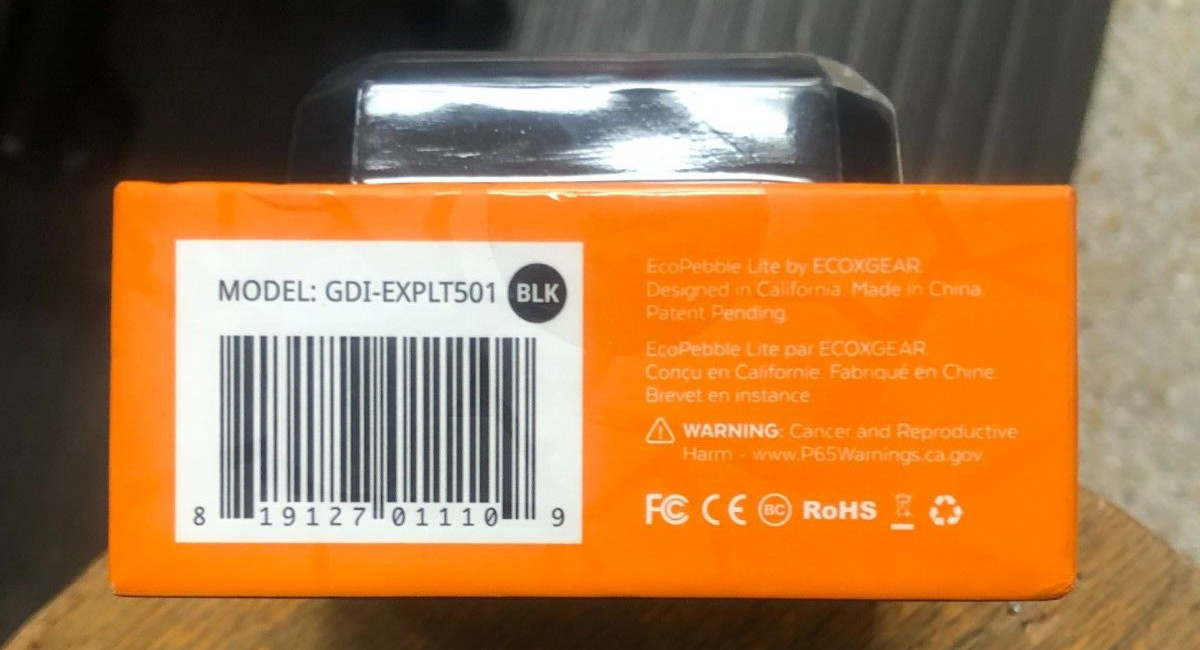 MODEL: GDI-EXPLT501 BLK
8 19127 01110 9
EcoPebble Lite by ECOXGEAR.
Designed in California. Made in China.
Patent Pending.
EcoPebble Lite par ECOXGEAR.
Conçu en Californie. Fabriqué en Chine.
Brevet en instance.
WARNING: Cancer and Reproductive
Harm - www.P65Warnings.ca.gov.
FC CE BC RoHS